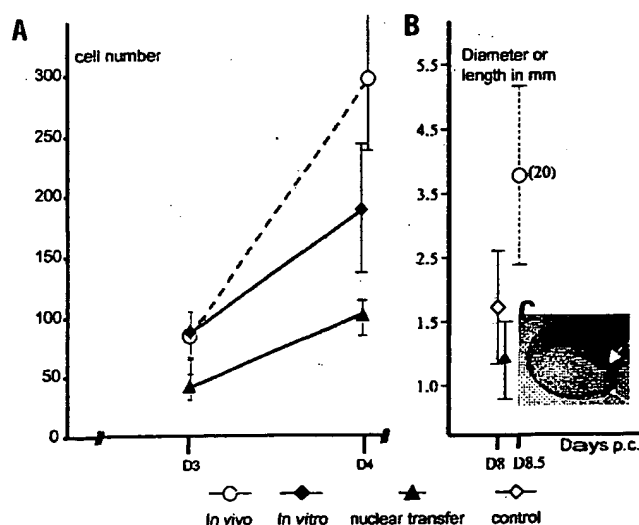 A
cell number
300
250
200
150
100
50
0
D3
D4
B
Diameter or
length in mm
5.5
4.5
3.5
2.5
1.5
1.0
(20)
D8
D8.5
Days p.c.
In vivo
In vitro
nuclear transfer
control